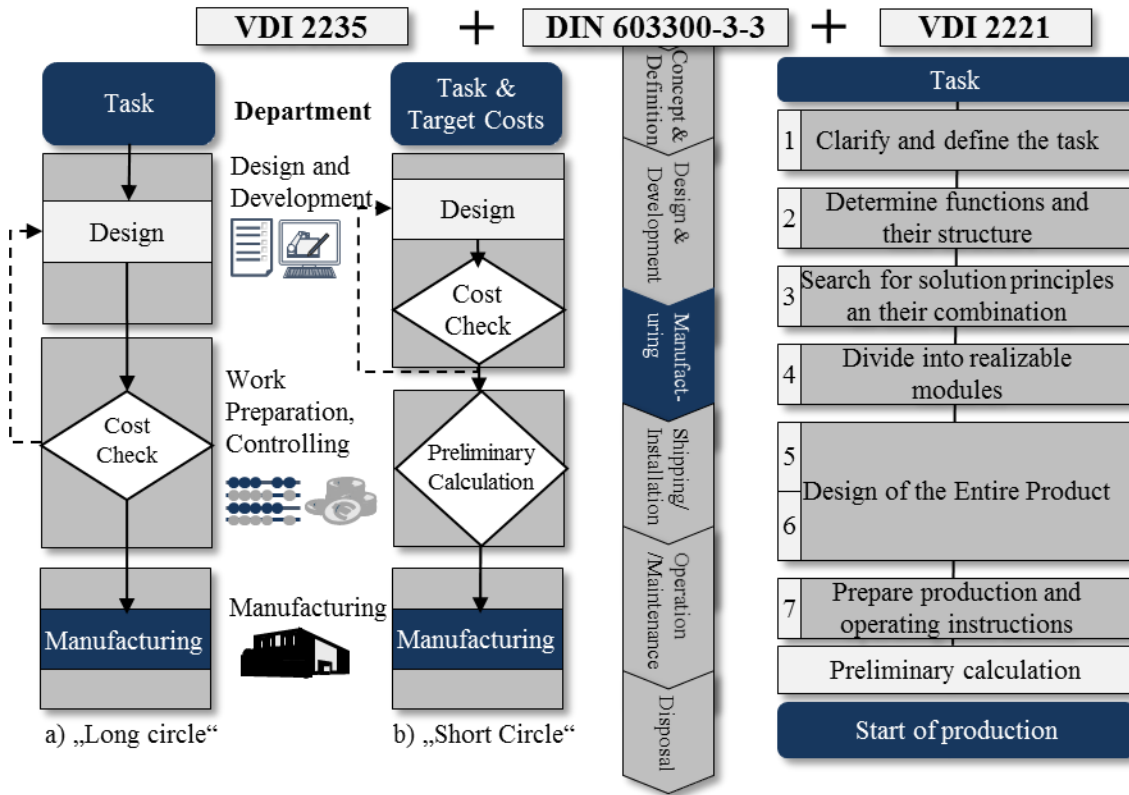 VDI 2235 + DIN 603300-3-3 + VDI 2221
Task
Design
Cost
Check
Manufacturing
a) „Long circle“
Department
Design and
Development
Work
Preparation,
Controlling
Manufacturing
Task &
Target Costs
Design
Cost
Check
Preliminary
Calculation
Manufacturing
b) „Short Circle“
Concept &
Definition
Design &
Development
Manufact-
uring
Shipping/
Installation
Operation
/Maintenance
Disposal
Task
1 Clarify and define the task
2 Determine functions and
their structure
3 Search for solution principles
an their combination
4 Divide into realizable
modules
5
Design of the Entire Product
6
7 Prepare production and
operating instructions
Preliminary calculation
Start of production